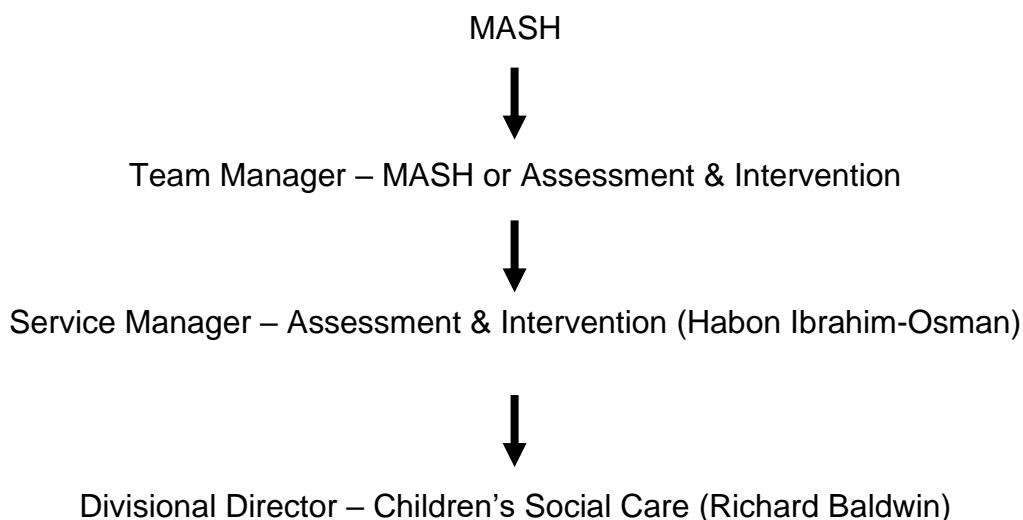 MASH
Team Manager – MASH or Assessment & Intervention
Service Manager – Assessment & Intervention (Habon Ibrahim-Osman)
Divisional Director – Children’s Social Care (Richard Baldwin)